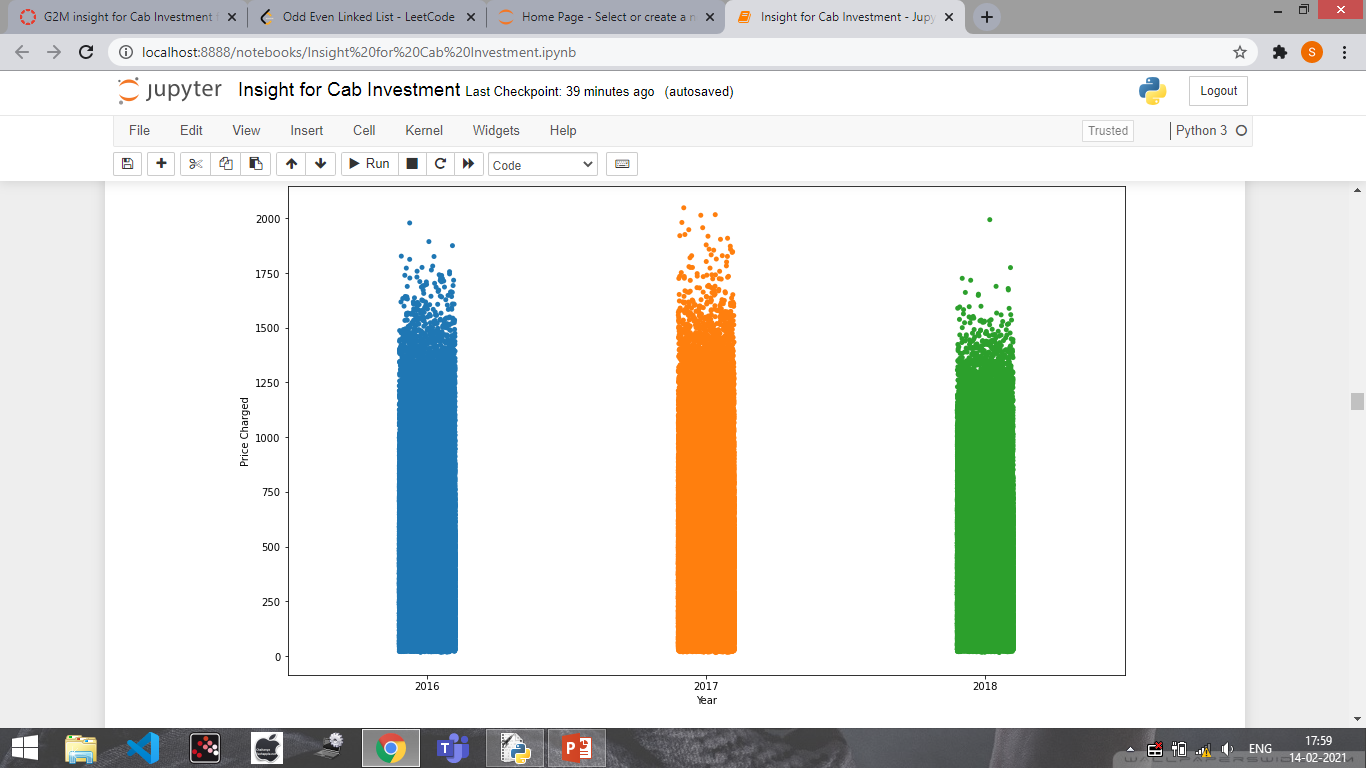 G2M insight for Cab Investment
Odd Even Linked List - LeetCode
Home Page - Select or create a n
Insight for Cab Investment - Jupy
localhost:8888/notebooks/Insight%20for%20Cab%20Investment.ipynb
S
jupyter Insight for Cab Investment Last Checkpoint: 39 minutes ago (autosaved)
Logout
File Edit View Insert Cell Kernel Widgets Help
Trusted
Python 3
Run
Code
2000
1750
1500
1250
1000
750
500
250
0
Price Charged
2016 2017 2018
Year
ENG
17:59
14-02-2021